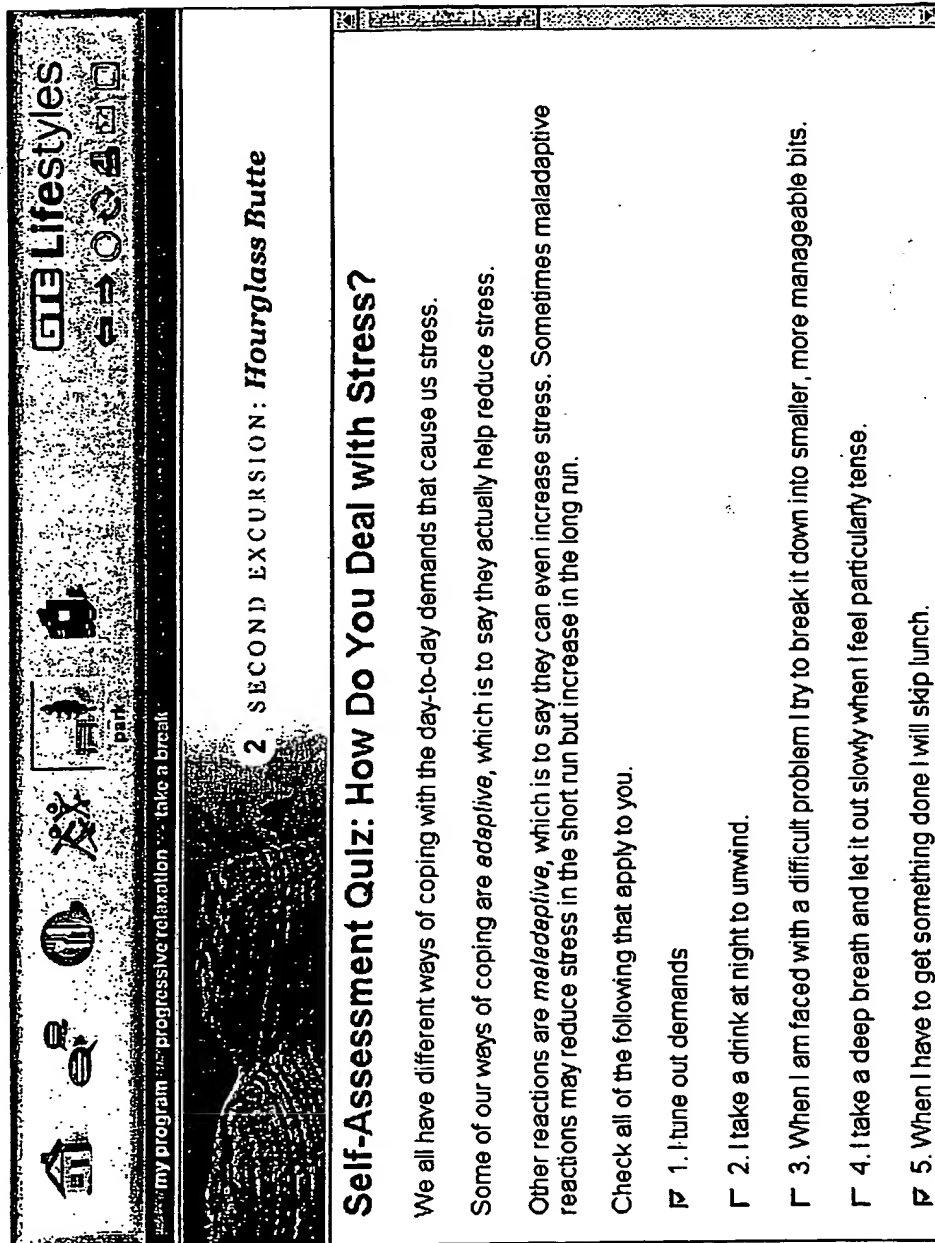 GTE Lifestyles
park
my program progressive relaxation take a break
2 SECOND EXCURSION: Hourglass Butte
Self-Assessment Quiz: How Do You Deal with Stress?
We all have different ways of coping with the day-to-day demands that cause us stress.
Some of our ways of coping are adaptive, which is to say they actually help reduce stress.
Other reactions are maladaptive, which is to say they can even increase stress. Sometimes maladaptive
reactions may reduce stress in the short run but increase in the long run.
Check all of the following that apply to you.
1. I tune out demands
2. I take a drink at night to unwind.
3. When I am faced with a difficult problem I try to break it down into smaller, more manageable bits.
4. I take a deep breath and let it out slowly when I feel particularly tense.
5. When I have to get something done I will skip lunch.